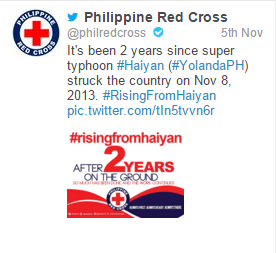 PHILIPPINE
RED CROSS
Philippine Red Cross
@philredcross 5th Nov
It's been 2 years since super
typhoon #Haiyan (#YolandaPH)
struck the country on Nov 8,
2013. #RisingFromHaiyan
pic.twitter.com/tIn5tvvn6r
#risingfromhaiyan
AFTER 2 YEARS
ON THE GROUND
SO MUCH HAS BEEN DONE AND THE WORK CONTINUES